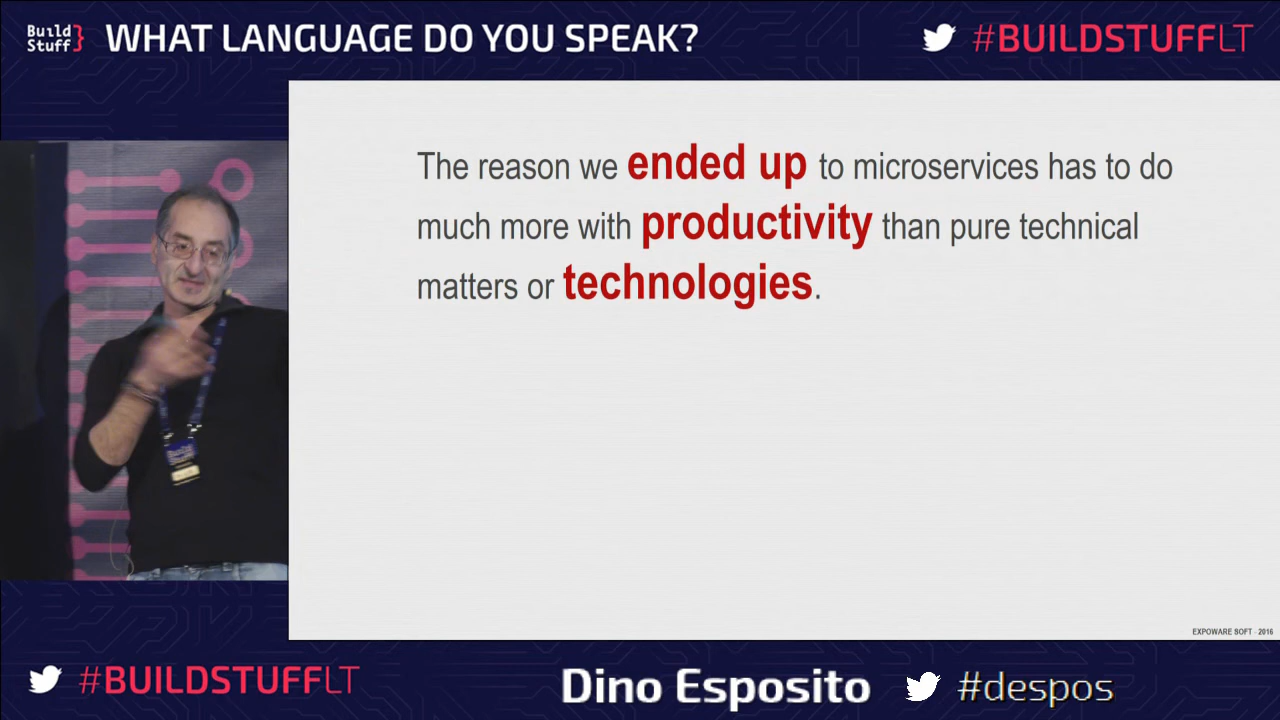 Build Stuff
WHAT LANGUAGE DO YOU SPEAK?
#BUILDSTUFFLT
The reason we ended up to microservices has to do
much more with productivity than pure technical
matters or technologies.
EXPOWARE SOFT - 2016
#BUILDSTUFFLT
Dino Esposito
#despos